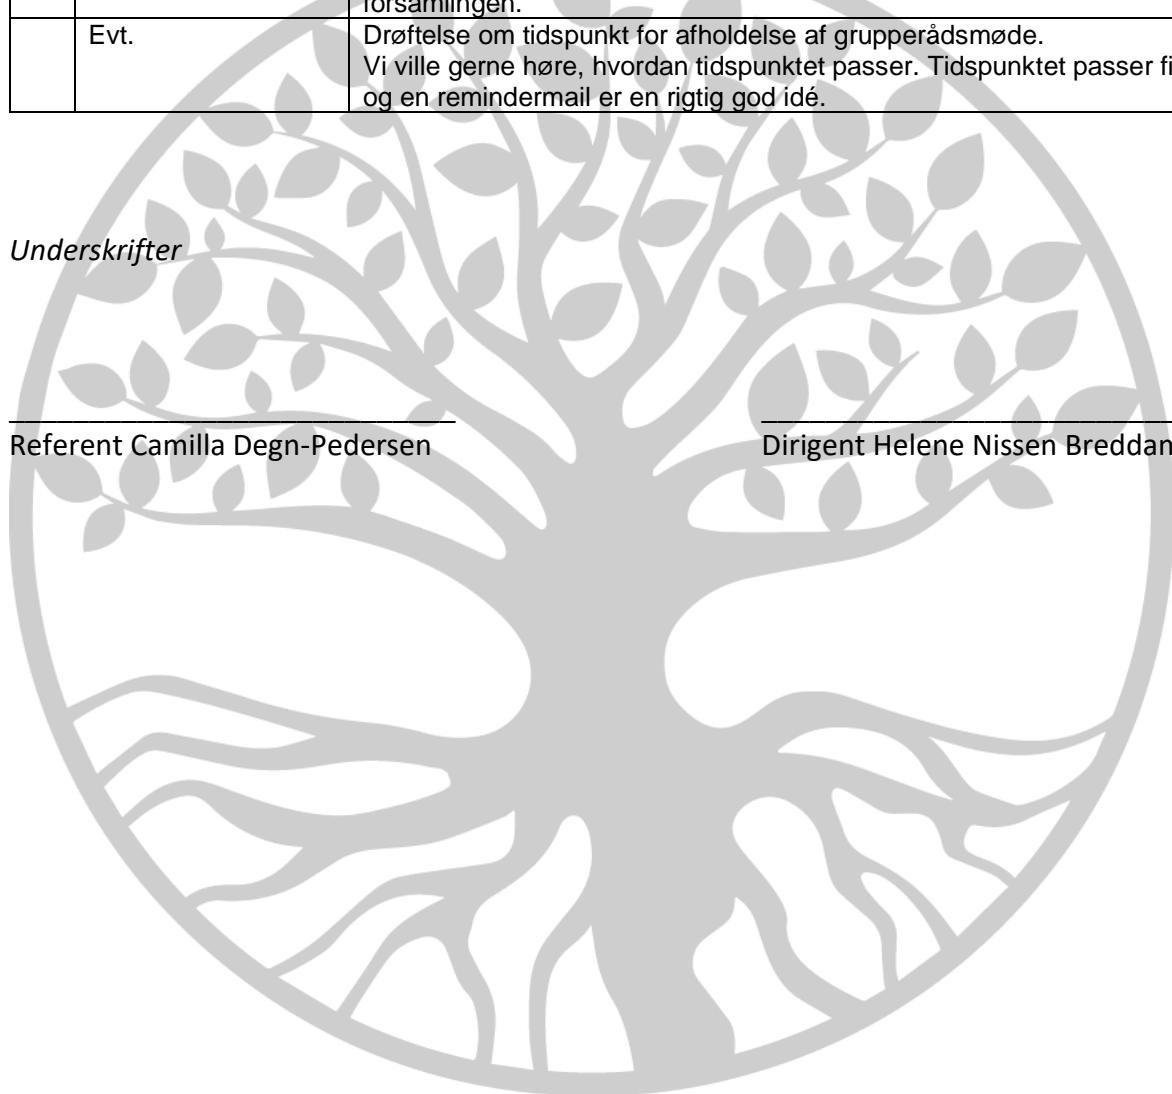 forsamlingen.
Evt. Drøftelse om tidspunkt for afholdelse af grupperådsmøde.
Vi ville gerne høre, hvordan tidspunktet passer. Tidspunktet passer fi
og en remindermail er en rigtig god idé.
Underskrifter
Referent Camilla Degn-Pedersen Dirigent Helene Nissen Breddam